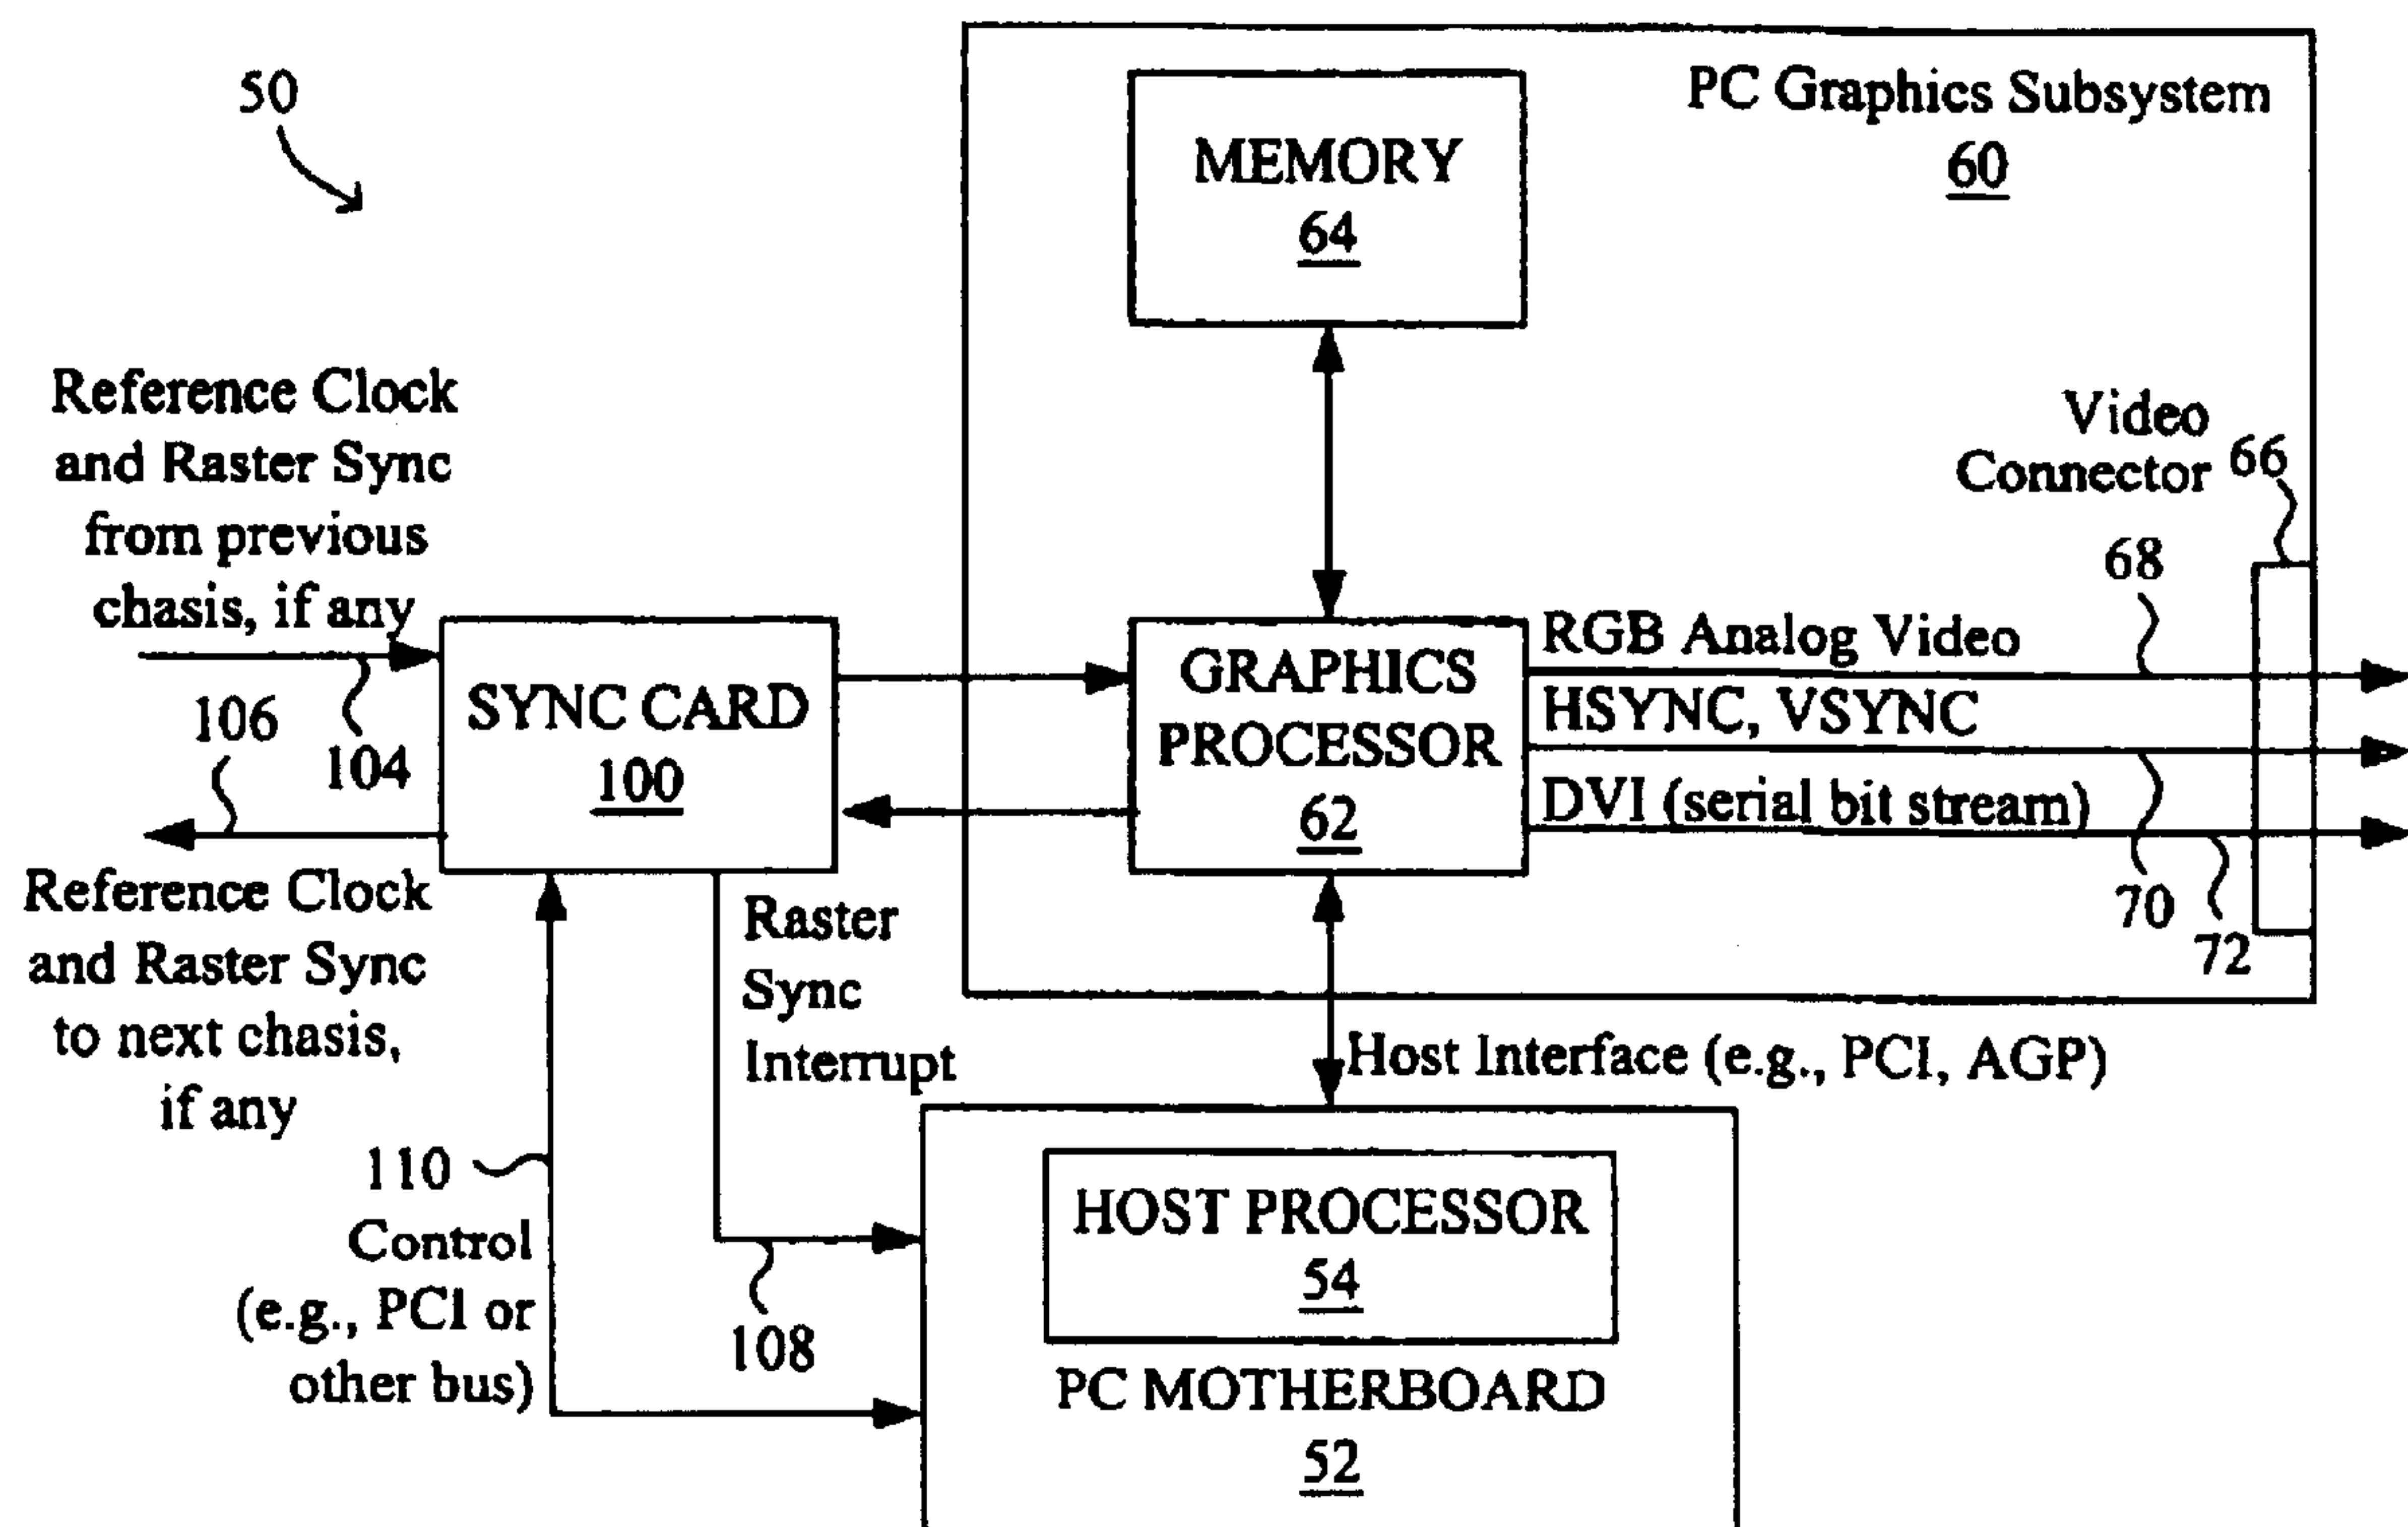 50
PC Graphics Subsystem
60
MEMORY
64
Reference Clock
and Raster Sync
from previous
chasis, if any
Video
Connector 66
68
SYNC CARD
100
104
106
GRAPHICS
PROCESSOR
62
RGB Analog Video
HSYNC, VSYNC
DVI (serial bit stream)
70
72
Reference Clock
and Raster Sync
to next chasis,
if any
Raster
Sync
Interrupt
Host Interface (e.g., PCI, AGP)
110
Control
(e.g., PCI or
other bus)
108
HOST PROCESSOR
54
PC MOTHERBOARD
52